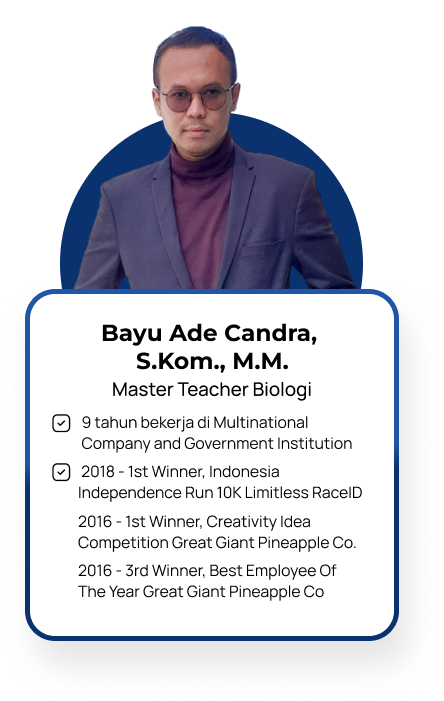 Bayu Ade Candra,
S.Kom., M.M.
Master Teacher Biologi
9 tahun bekerja di Multinational
Company and Government Institution
2018 - 1st Winner, Indonesia
Independence Run 10K Limitless RaceID
2016 - 1st Winner, Creativity Idea
Competition Great Giant Pineapple Co.
2016 - 3rd Winner, Best Employee Of
The Year Great Giant Pineapple Co